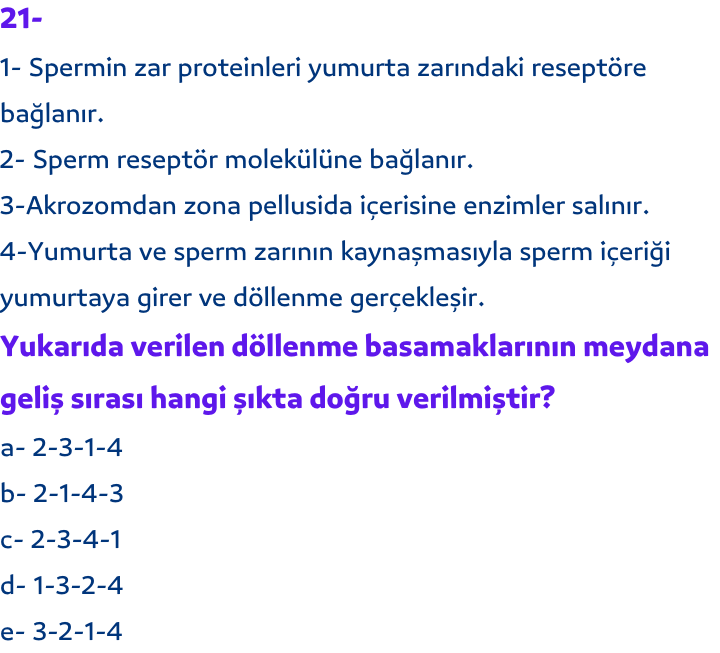 21-
1- Spermin zar proteinleri yumurta zarındaki reseptöre
bağlanır.
2- Sperm reseptör molekülüne bağlanır.
3-Akrozomdan zona pellusida içerisine enzimler salınır.
4-Yumurta ve sperm zarının kaynaşmasıyla sperm içeriği
yumurtaya girer ve döllenme gerçekleşir.
Yukarıda verilen döllenme basamaklarının meydana
geliş sırası hangi şıkta doğru verilmiştir?
a- 2-3-1-4
b- 2-1-4-3
c- 2-3-4-1
d- 1-3-2-4
e- 3-2-1-4